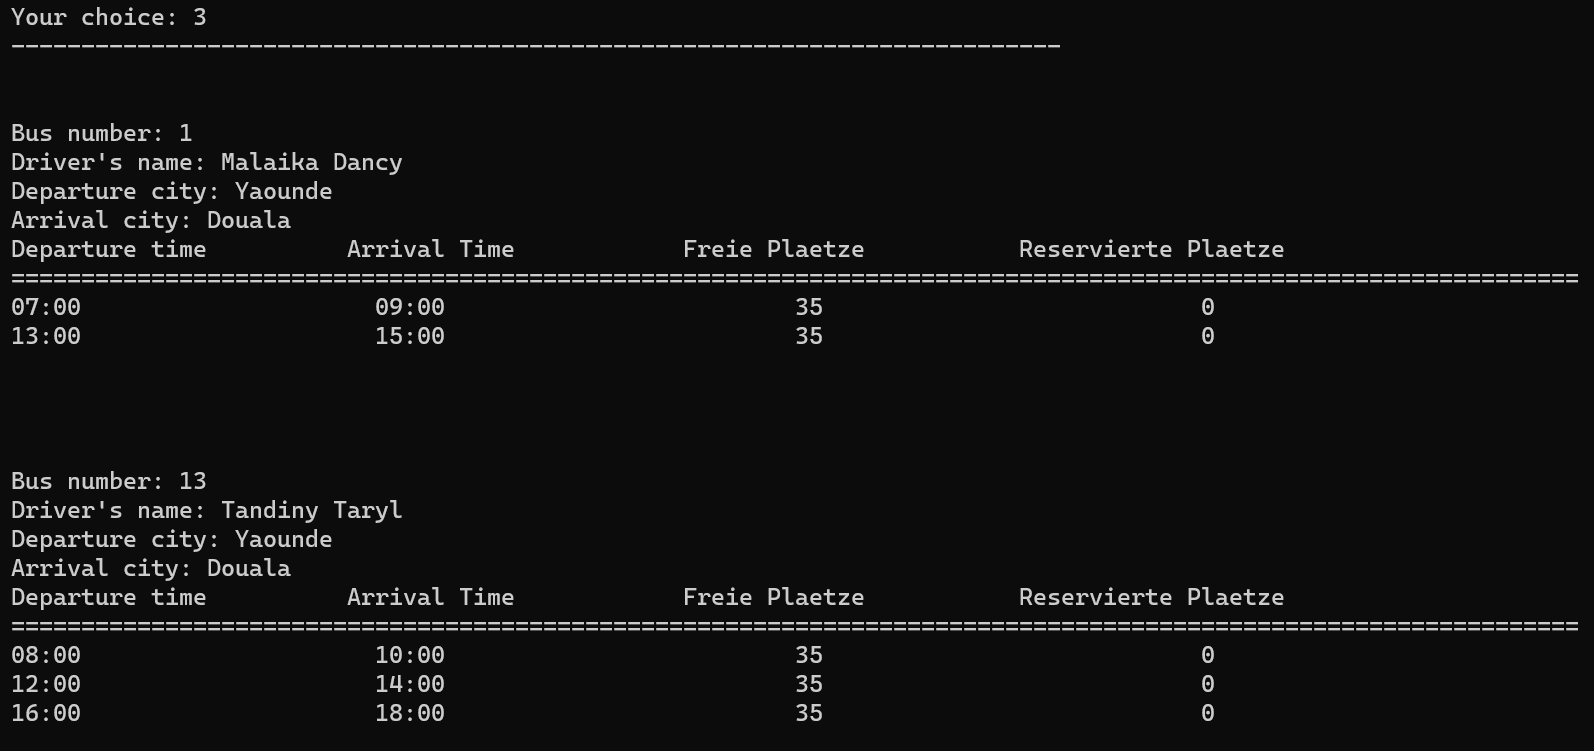 Your choice: 3
---------------------------------------------------------------------------
Bus number: 1
Driver's name: Malaika Dancy
Departure city: Yaounde
Arrival city: Douala
Departure time          Arrival Time            Freie Plaetze           Reservierte Plaetze
================================================================================================================
07:00                     09:00                         35                           0
13:00                     15:00                         35                           0
Bus number: 13
Driver's name: Tandiny Taryl
Departure city: Yaounde
Arrival city: Douala
Departure time          Arrival Time            Freie Plaetze           Reservierte Plaetze
================================================================================================================
08:00                     10:00                         35                           0
12:00                     14:00                         35                           0
16:00                     18:00                         35                           0